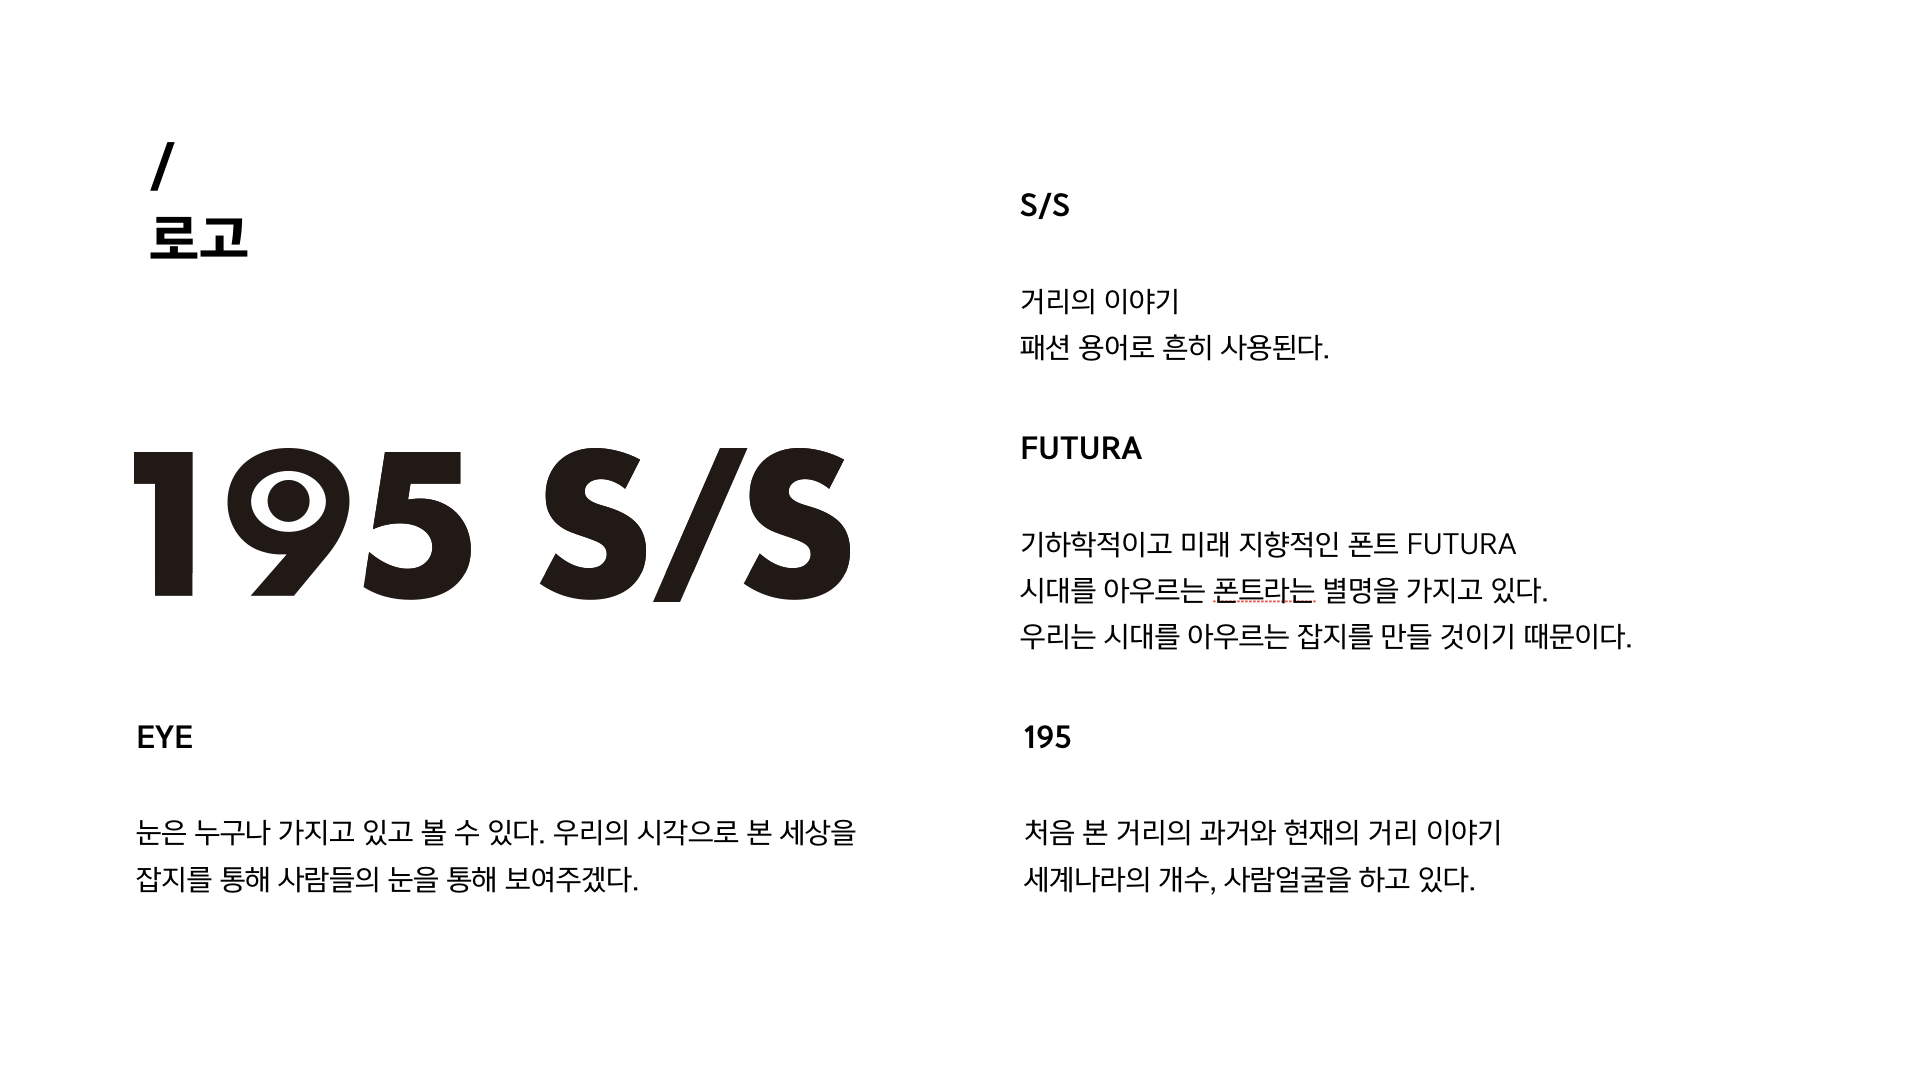 /
로고
195 S/S
EYE
눈은 누구나 가지고 있고 볼 수 있다. 우리의 시각으로 본 세상을
잡지를 통해 사람들의 눈을 통해 보여주겠다.
S/S
거리의 이야기
패션 용어로 흔히 사용된다.
FUTURA
기하학적이고 미래 지향적인 폰트 FUTURA
시대를 아우르는 폰트라는 별명을 가지고 있다.
우리는 시대를 아우르는 잡지를 만들 것이기 때문이다.
195
처음 본 거리의 과거와 현재의 거리 이야기
세계나라의 개수, 사람얼굴을 하고 있다.